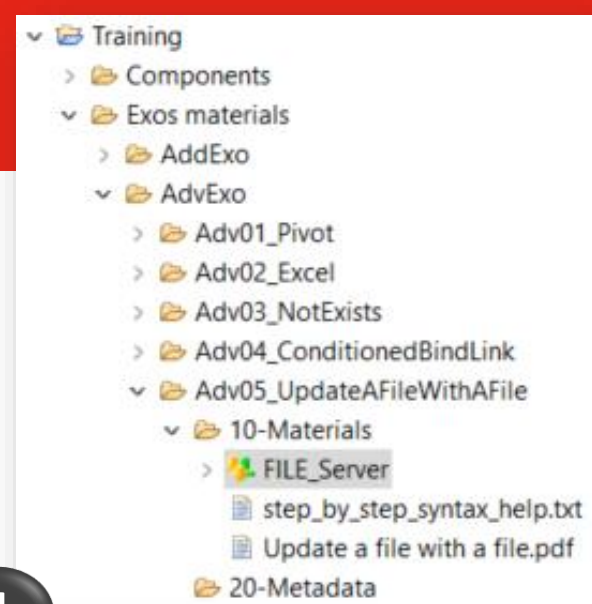 Training
Components
Exos materials
AddExo
AdvExo
Adv01_Pivot
Adv02_Excel
Adv03_NotExists
Adv04_ConditionedBindLink
Adv05_UpdateAFileWithAFile
10-Materials
FILE_Server
step_by_step_syntax_help.txt
Update a file with a file.pdf
20-Metadata